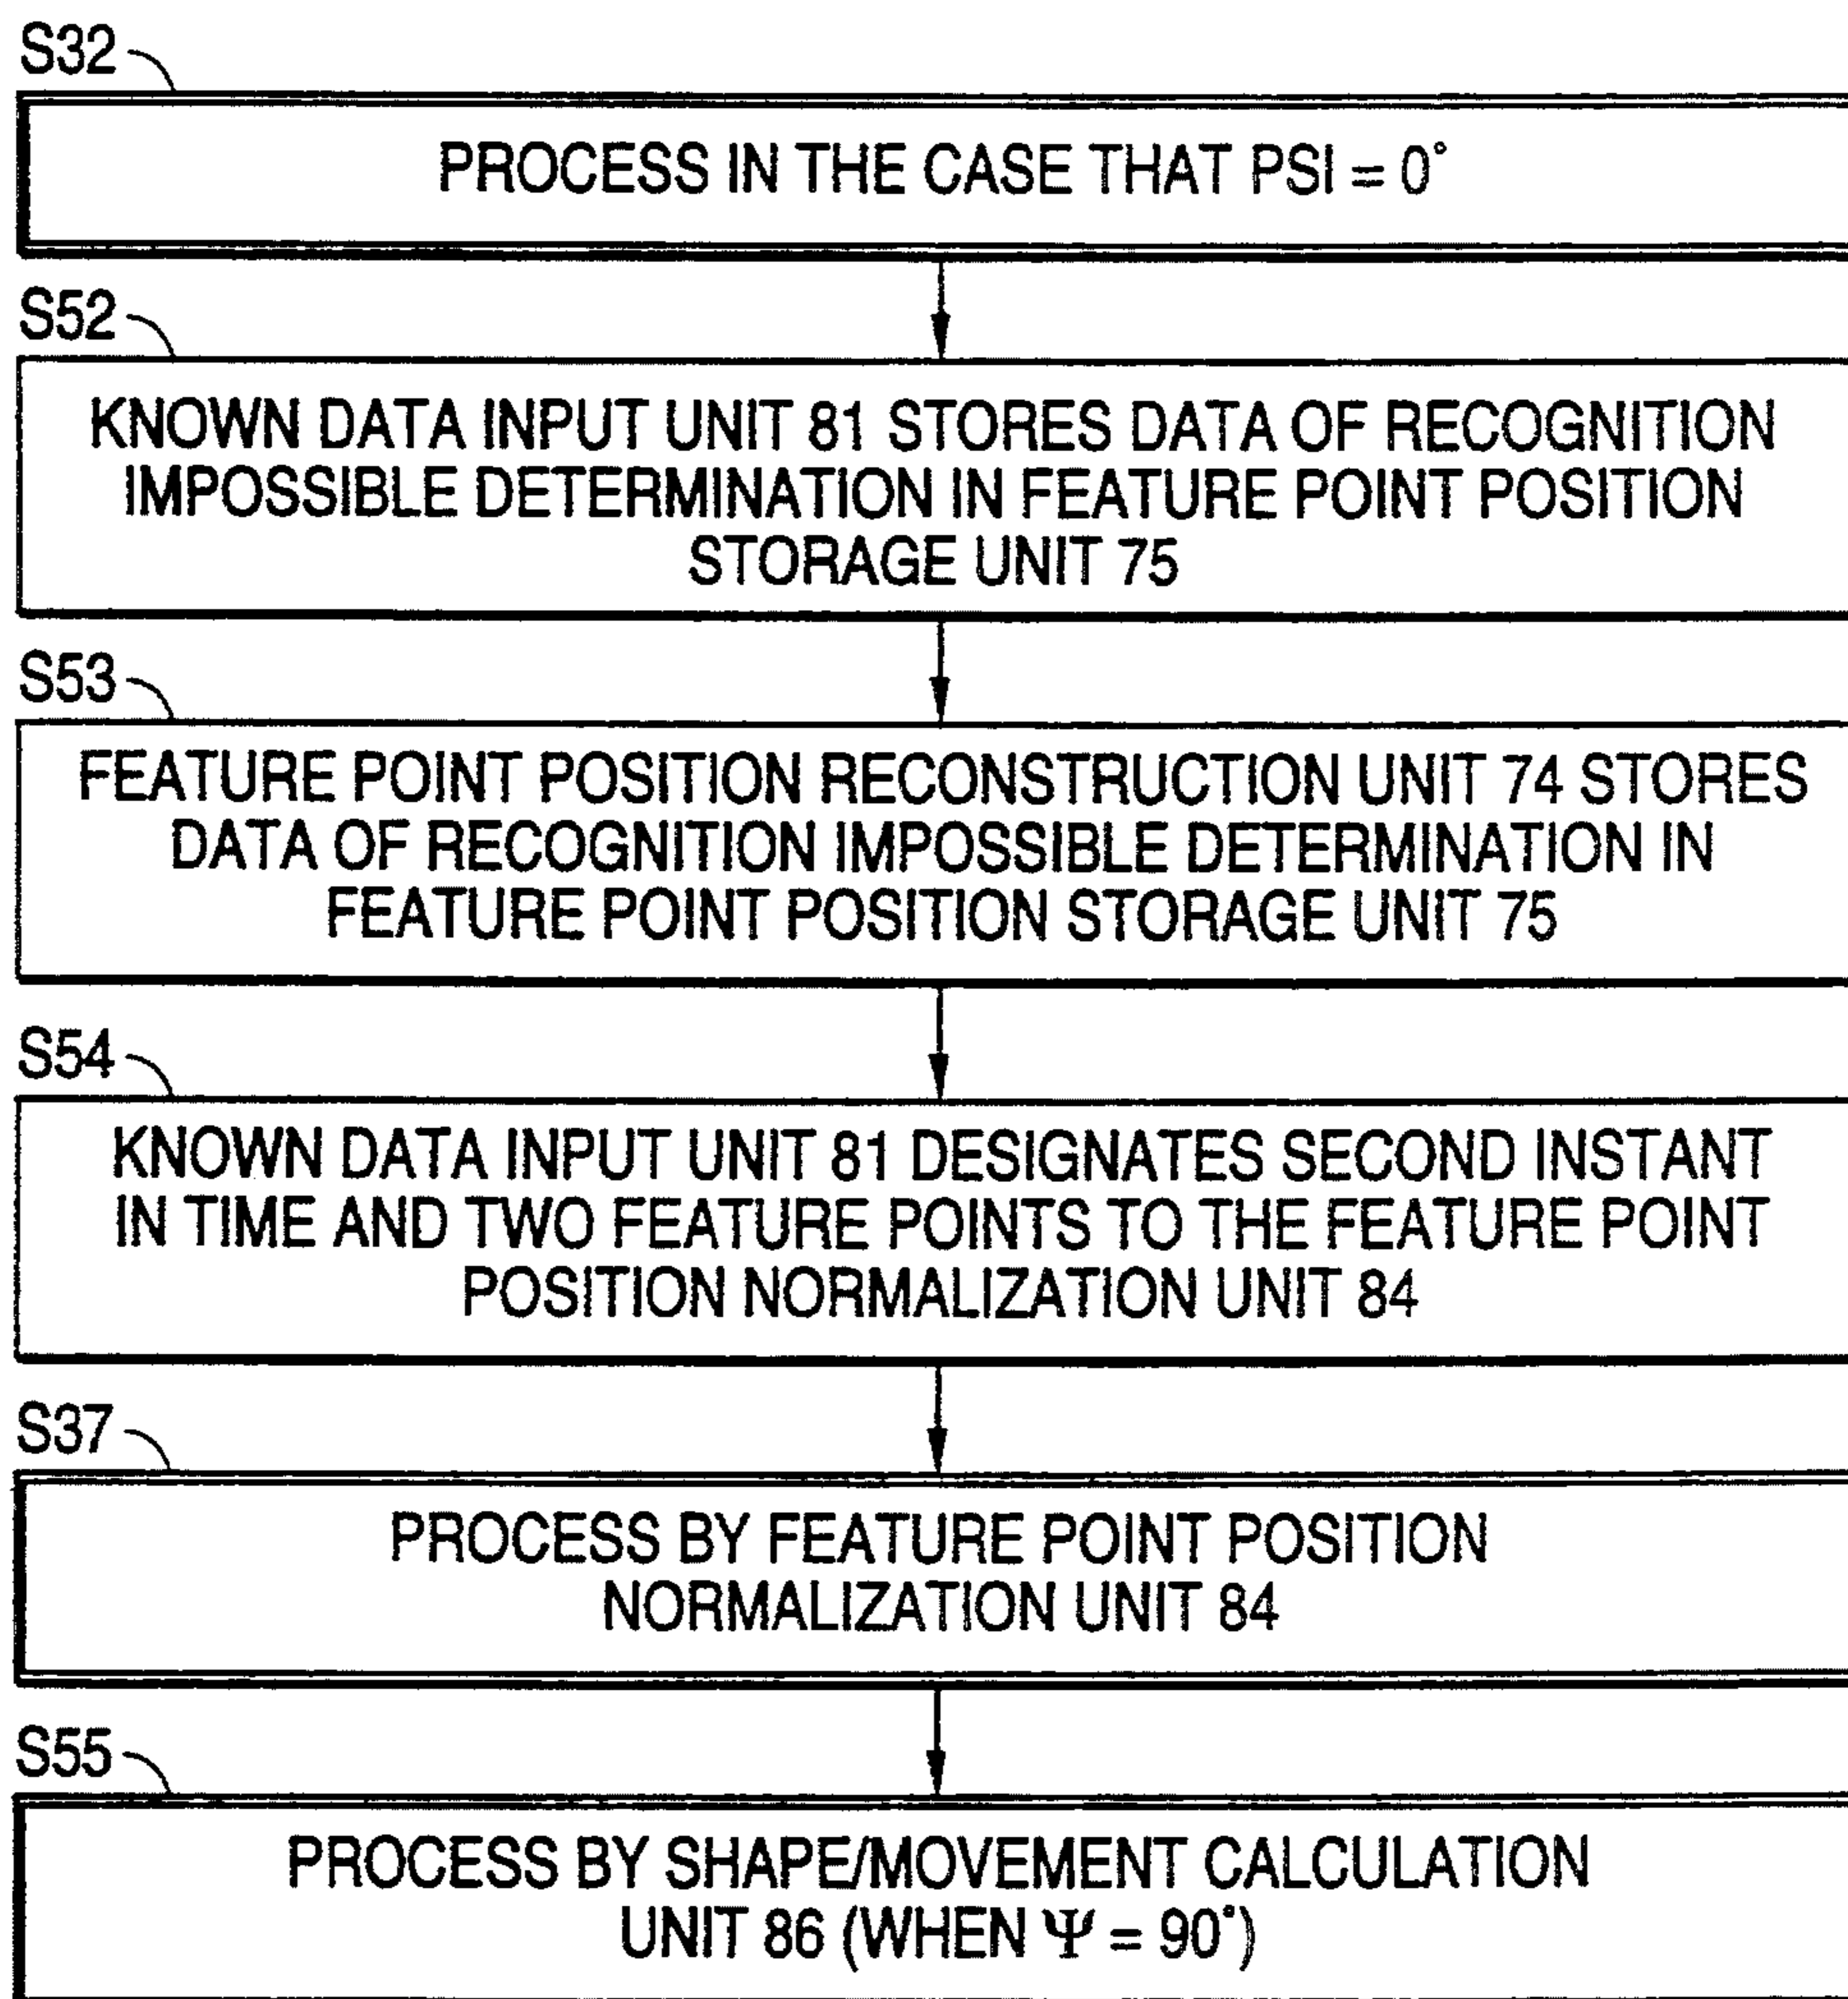 S32
PROCESS IN THE CASE THAT PSI = 0°
S52
KNOWN DATA INPUT UNIT 81 STORES DATA OF RECOGNITION
IMPOSSIBLE DETERMINATION IN FEATURE POINT POSITION
STORAGE UNIT 75
S53
FEATURE POINT POSITION RECONSTRUCTION UNIT 74 STORES
DATA OF RECOGNITION IMPOSSIBLE DETERMINATION IN
FEATURE POINT POSITION STORAGE UNIT 75
S54
KNOWN DATA INPUT UNIT 81 DESIGNATES SECOND INSTANT
IN TIME AND TWO FEATURE POINTS TO THE FEATURE POINT
POSITION NORMALIZATION UNIT 84
S37
PROCESS BY FEATURE POINT POSITION
NORMALIZATION UNIT 84
S55
PROCESS BY SHAPE/MOVEMENT CALCULATION
UNIT 86 (WHEN Ψ = 90°)